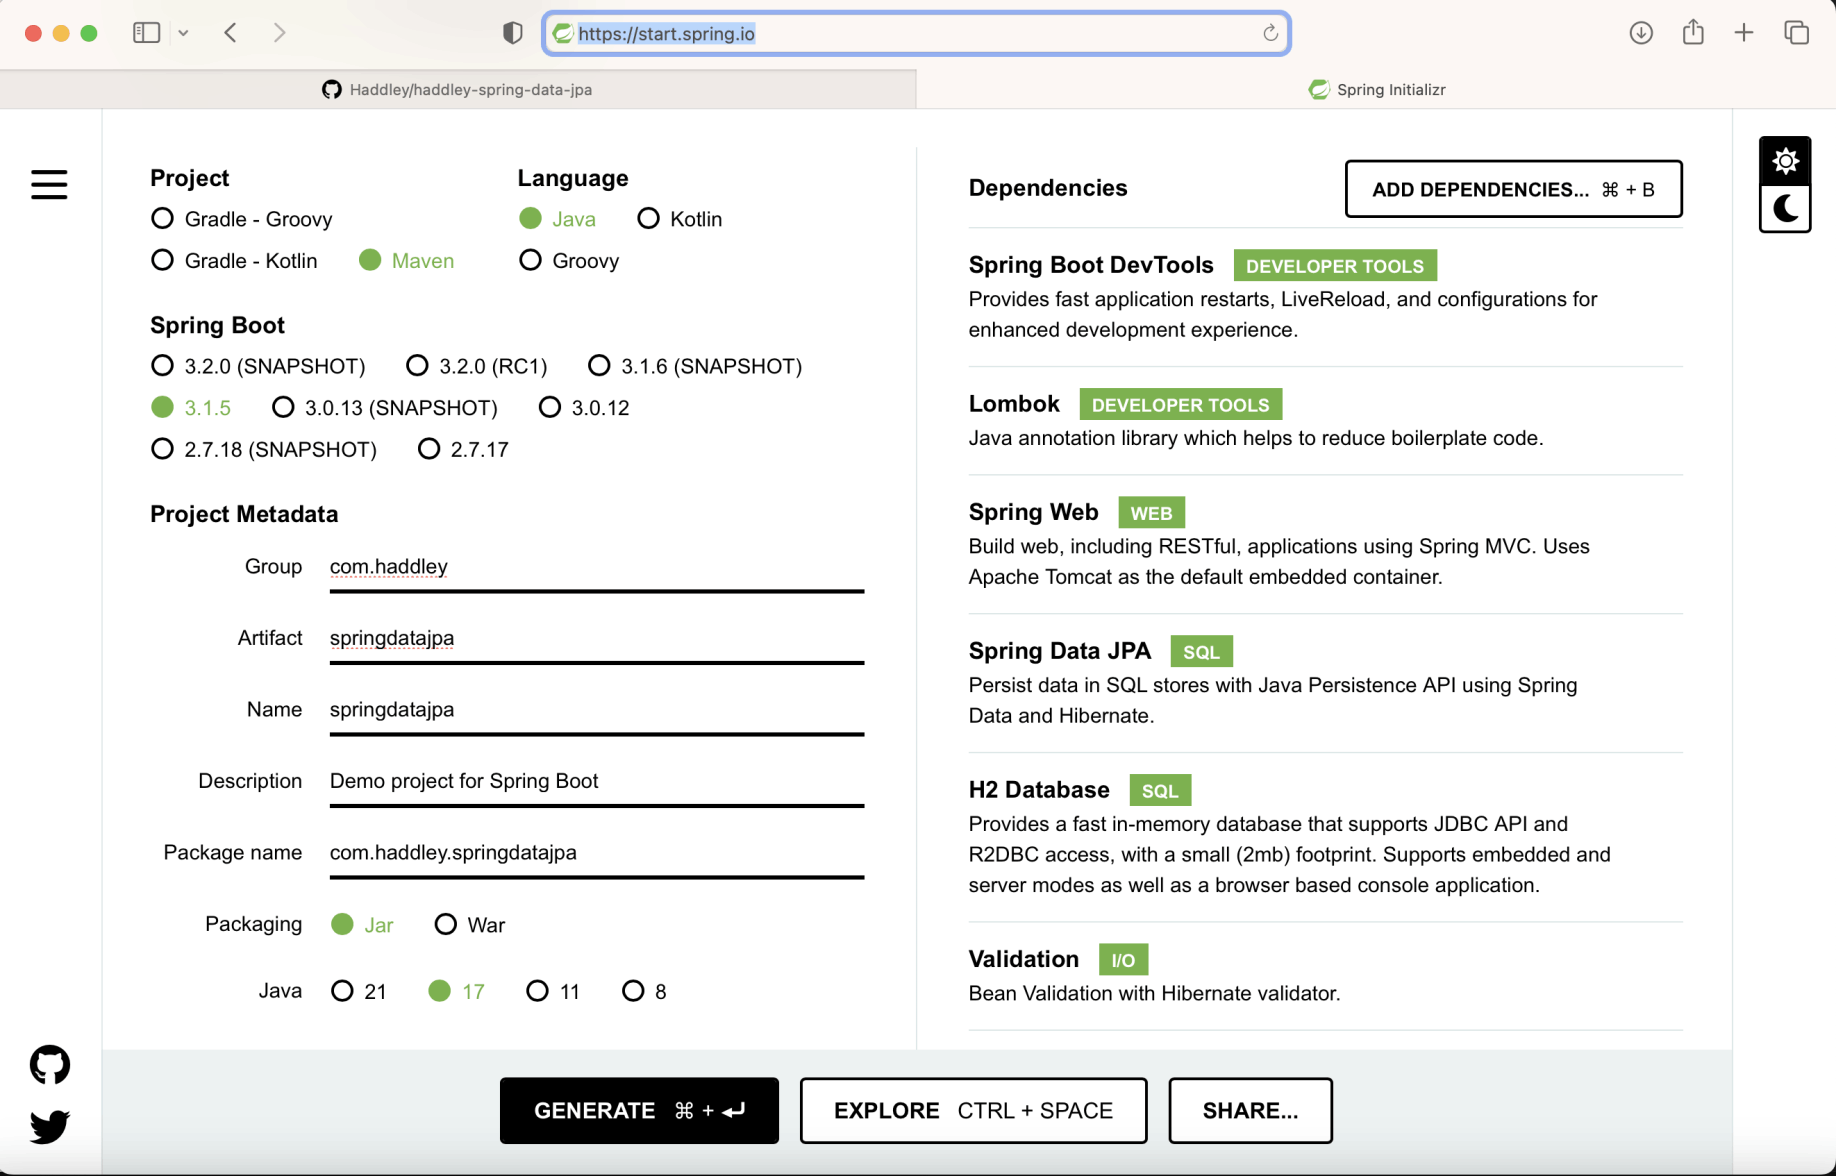 https://start.spring.io
Haddley/haddley-spring-data-jpa
Spring Initializr
Project
Gradle - Groovy
Gradle - Kotlin Maven
Language
Java Kotlin
Groovy
Spring Boot
3.2.0 (SNAPSHOT) 3.2.0 (RC1) 3.1.6 (SNAPSHOT)
3.1.5 3.0.13 (SNAPSHOT) 3.0.12
2.7.18 (SNAPSHOT) 2.7.17
Project Metadata
Group com.haddley
Artifact springdatajpa
Name springdatajpa
Description Demo project for Spring Boot
Package name com.haddley.springdatajpa
Packaging Jar War
Java 21 17 11 8
Dependencies
ADD DEPENDENCIES... ⌘ + B
Spring Boot DevTools DEVELOPER TOOLS
Provides fast application restarts, LiveReload, and configurations for
enhanced development experience.
Lombok DEVELOPER TOOLS
Java annotation library which helps to reduce boilerplate code.
Spring Web WEB
Build web, including RESTful, applications using Spring MVC. Uses
Apache Tomcat as the default embedded container.
Spring Data JPA SQL
Persist data in SQL stores with Java Persistence API using Spring
Data and Hibernate.
H2 Database SQL
Provides a fast in-memory database that supports JDBC API and
R2DBC access, with a small (2mb) footprint. Supports embedded and
server modes as well as a browser based console application.
Validation I/O
Bean Validation with Hibernate validator.
GENERATE ⌘ + ↵
EXPLORE CTRL + SPACE
SHARE...